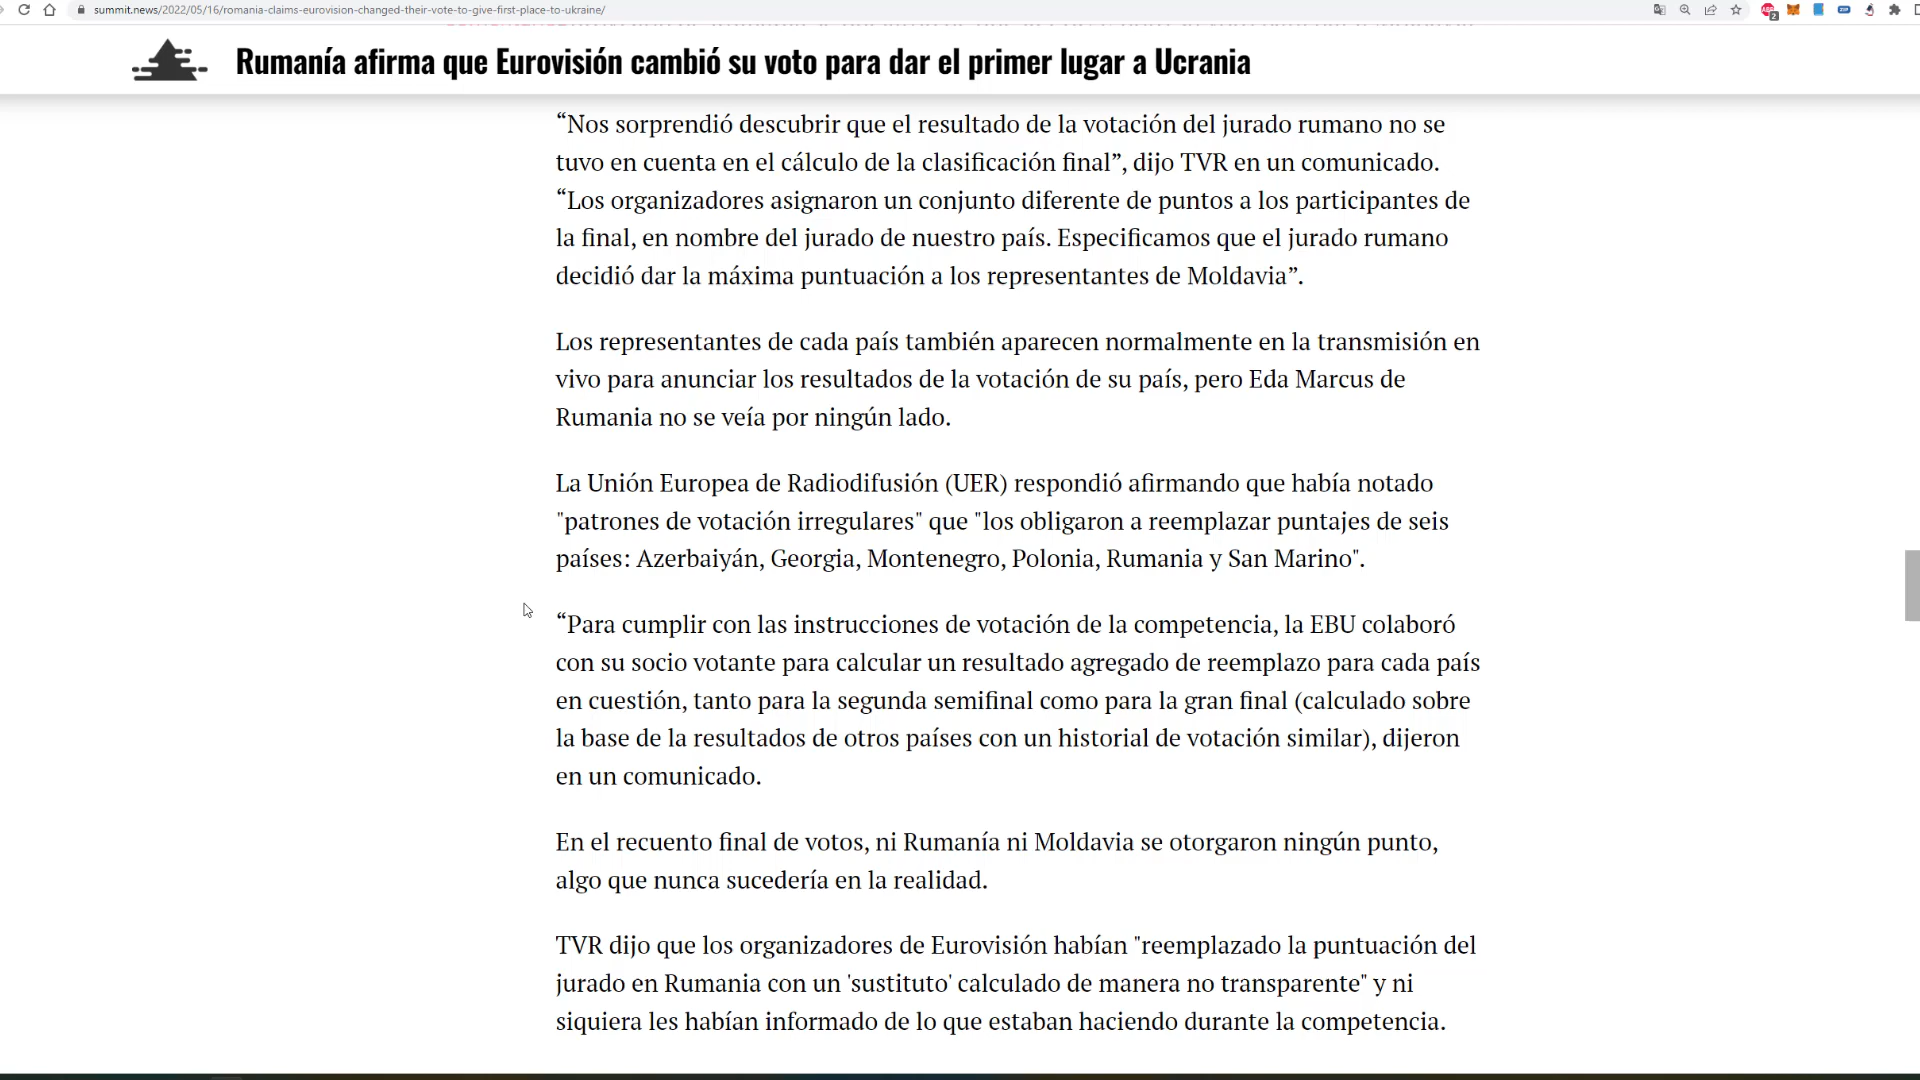 summit.news/2022/05/16/romania-claims-eurovision-changed-their-vote-to-give-first-place-to-ukraine/
Rumanía afirma que Eurovisión cambió su voto para dar el primer lugar a Ucrania
“Nos sorprendió descubrir que el resultado de la votación del jurado rumano no se
tuvo en cuenta en el cálculo de la clasificación final”, dijo TVR en un comunicado.
“Los organizadores asignaron un conjunto diferente de puntos a los participantes de
la final, en nombre del jurado de nuestro país. Especificamos que el jurado rumano
decidió dar la máxima puntuación a los representantes de Moldavia”.
Los representantes de cada país también aparecen normalmente en la transmisión en
vivo para anunciar los resultados de la votación de su país, pero Eda Marcus de
Rumania no se veía por ningún lado.
La Unión Europea de Radiodifusión (UER) respondió afirmando que había notado
"patrones de votación irregulares" que "los obligaron a reemplazar puntajes de seis
países: Azerbaiyán, Georgia, Montenegro, Polonia, Rumania y San Marino".
“Para cumplir con las instrucciones de votación de la competencia, la EBU colaboró
con su socio votante para calcular un resultado agregado de reemplazo para cada país
en cuestión, tanto para la segunda semifinal como para la gran final (calculado sobre
la base de la resultados de otros países con un historial de votación similar), dijeron
en un comunicado.
En el recuento final de votos, ni Rumanía ni Moldavia se otorgaron ningún punto,
algo que nunca sucedería en la realidad.
TVR dijo que los organizadores de Eurovisión habían "reemplazado la puntuación del
jurado en Rumania con un 'sustituto' calculado de manera no transparente" y ni
siquiera les habían informado de lo que estaban haciendo durante la competencia.